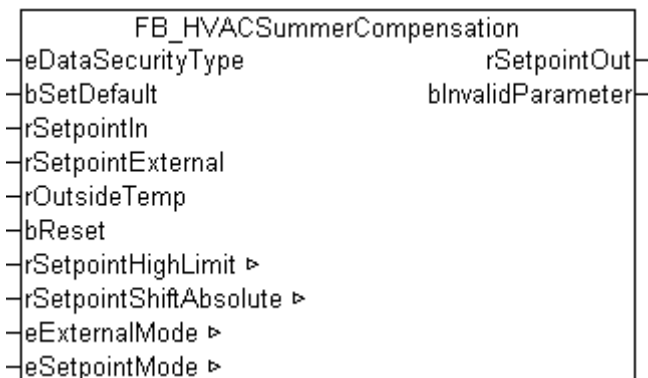 FB_HVACSummerCompensation
eDataSecurityType rSetpointOut
bSetDefault bInvalidParameter
rSetpointIn
rSetpointExternal
rOutsideTemp
bReset
rSetpointHighLimit ▹
rSetpointShiftAbsolute ▹
eExternalMode ▹
eSetpointMode ▹